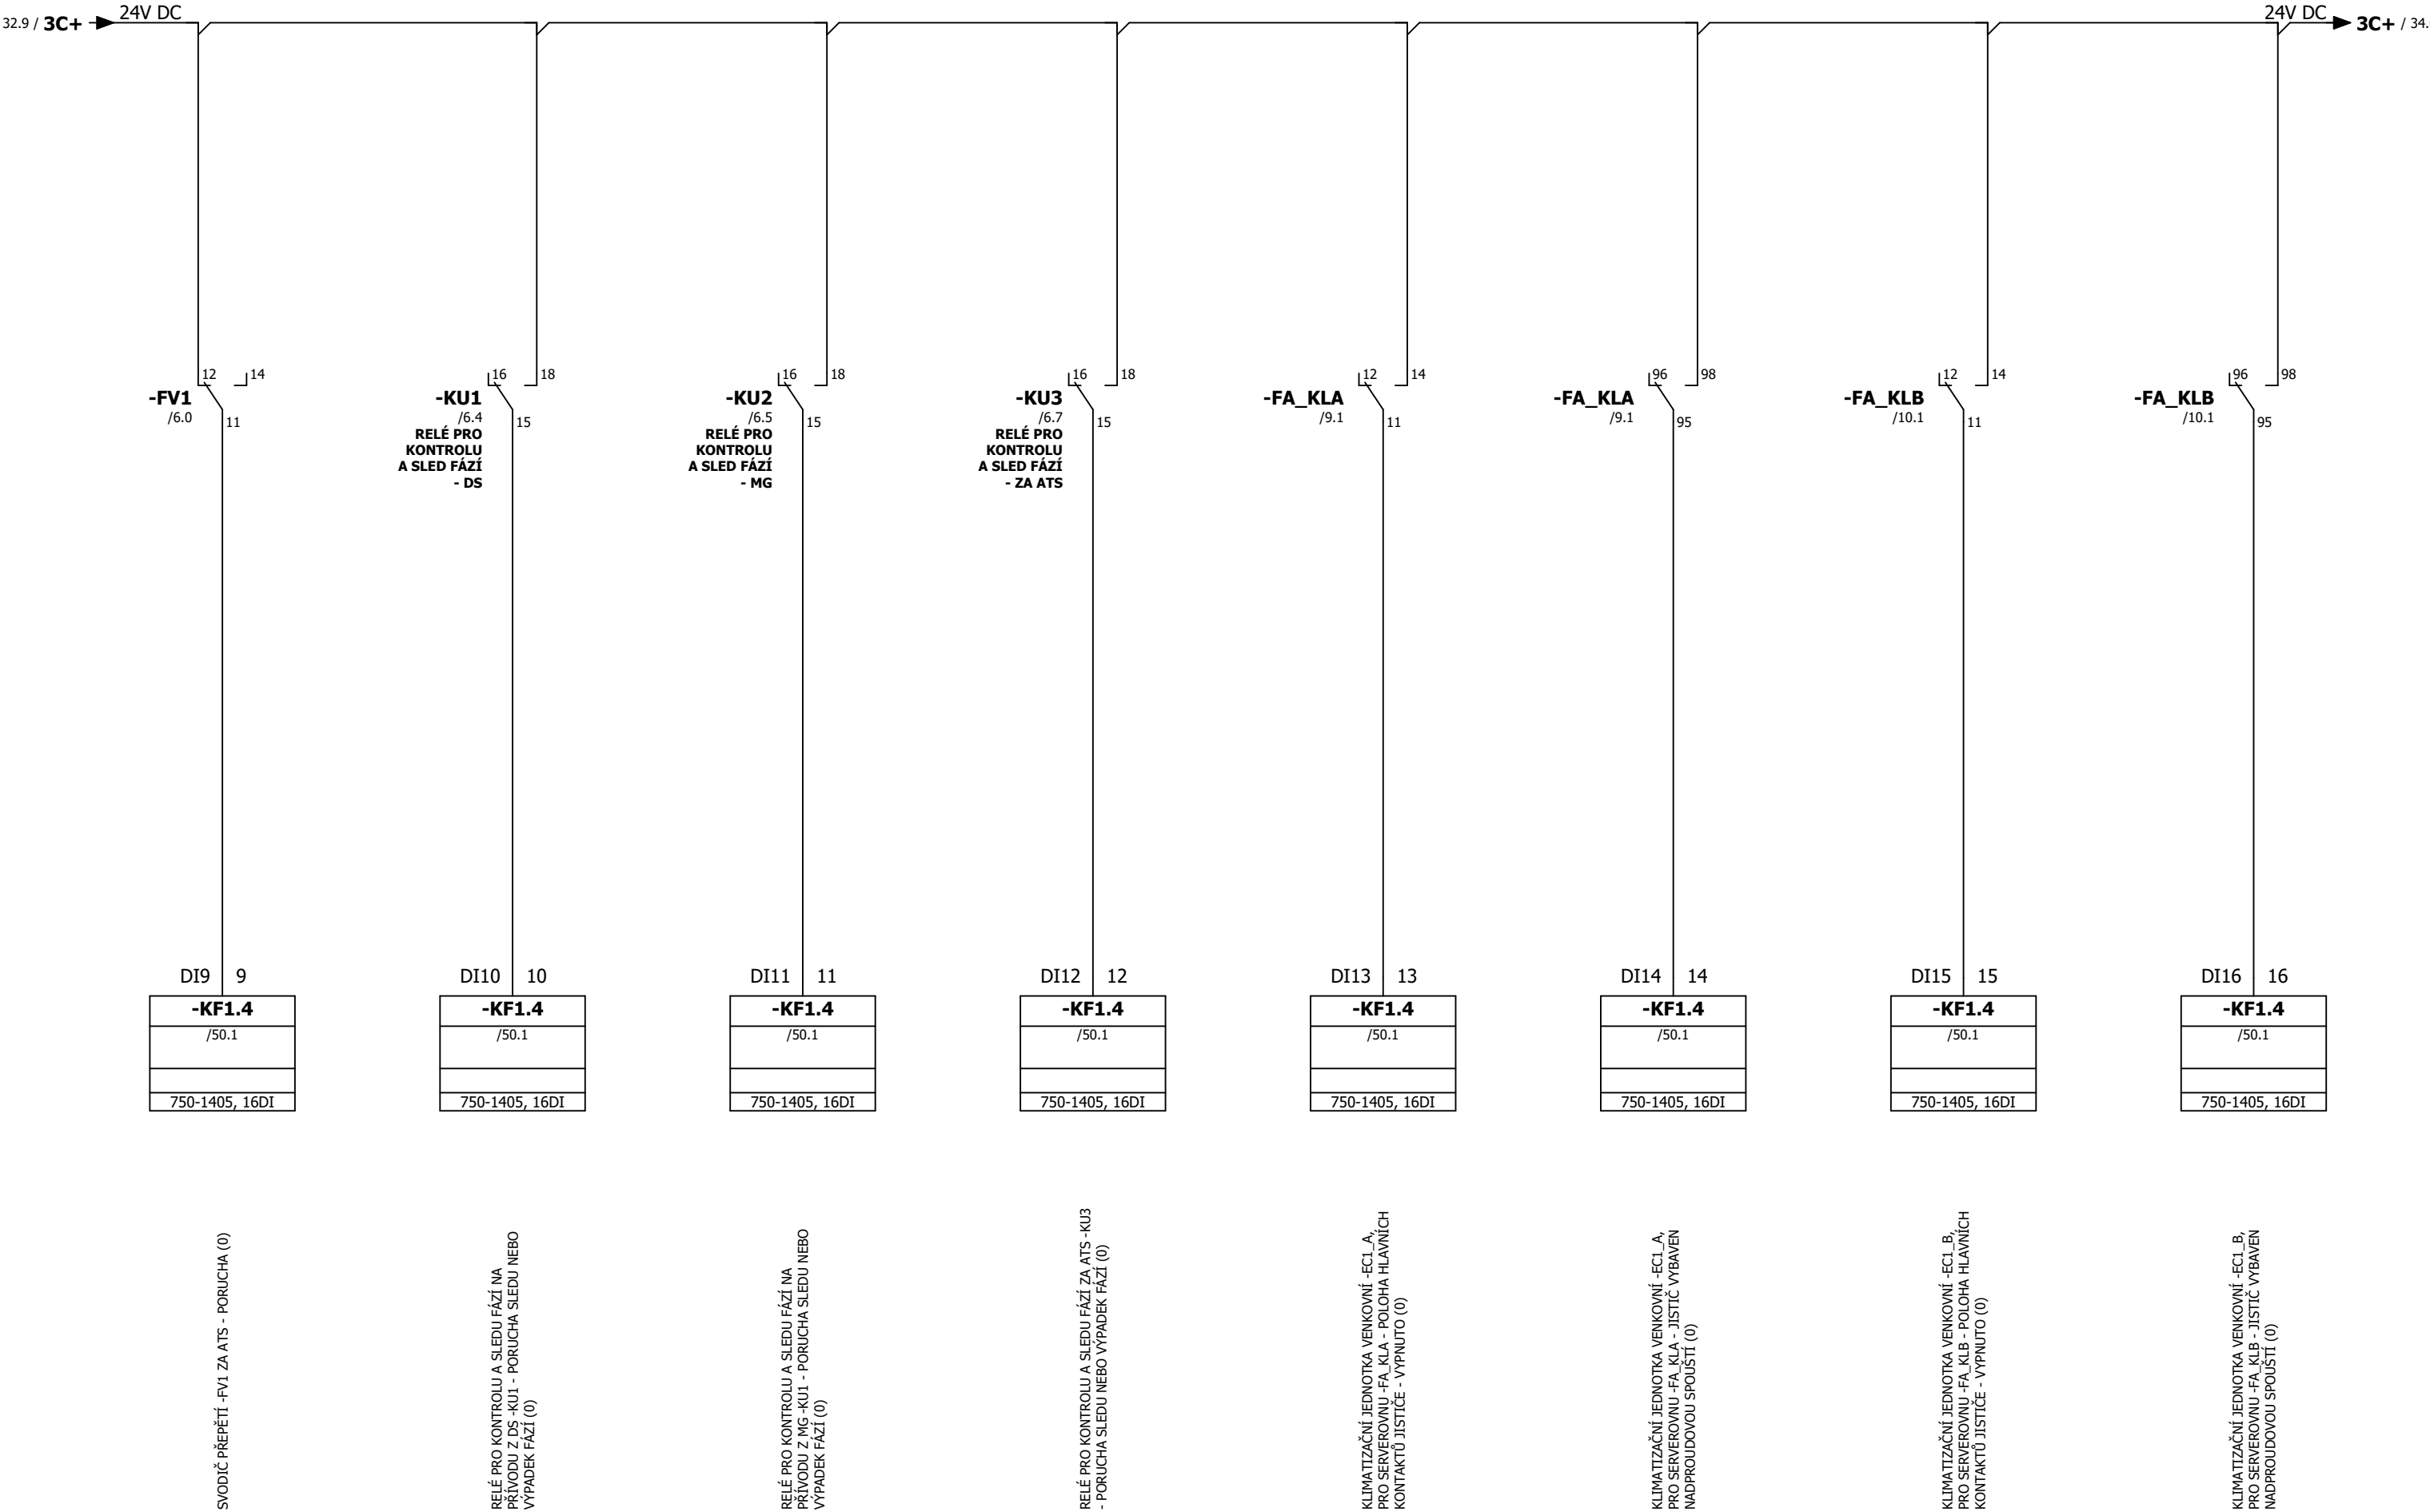 24V DC
32.9 / 3C+
24V DC
3C+ / 34.
12
14
-FV1
/6.0
11
16
18
-KU1
/6.4
15
RELÉ PRO
KONTROLU
A SLED FÁZÍ
- DS
16
18
-KU2
/6.5
15
RELÉ PRO
KONTROLU
A SLED FÁZÍ
- MG
16
18
-KU3
/6.7
15
RELÉ PRO
KONTROLU
A SLED FÁZÍ
- ZA ATS
12
14
-FA_KLA
/9.1
11
96
98
-FA_KLA
/9.1
95
12
14
-FA_KLB
/10.1
11
96
98
-FA_KLB
/10.1
95
DI9 9
-KF1.4
/50.1
750-1405, 16DI
DI10 10
-KF1.4
/50.1
750-1405, 16DI
DI11 11
-KF1.4
/50.1
750-1405, 16DI
DI12 12
-KF1.4
/50.1
750-1405, 16DI
DI13 13
-KF1.4
/50.1
750-1405, 16DI
DI14 14
-KF1.4
/50.1
750-1405, 16DI
DI15 15
-KF1.4
/50.1
750-1405, 16DI
DI16 16
-KF1.4
/50.1
750-1405, 16DI
SVODIČ PŘEPĚTÍ -FV1 ZA ATS - PORUCHA (0)
RELÉ PRO KONTROLU A SLEDU FÁZÍ NA
PŘÍVODU Z DS -KU1 - PORUCHA SLEDU NEBO
VÝPADEK FÁZÍ (0)
RELÉ PRO KONTROLU A SLEDU FÁZÍ NA
PŘÍVODU Z MG -KU1 - PORUCHA SLEDU NEBO
VÝPADEK FÁZÍ (0)
RELÉ PRO KONTROLU A SLEDU FÁZÍ ZA ATS -KU3
- PORUCHA SLEDU NEBO VÝPADEK FÁZÍ (0)
KLIMATIZAČNÍ JEDNOTKA VENKOVNÍ -EC1_A,
PRO SERVEROVNU -FA_KLA - POLOHA HLAVNÍCH
KONTAKTŮ JISTIČE - VYPNUTO (0)
KLIMATIZAČNÍ JEDNOTKA VENKOVNÍ -EC1_A,
PRO SERVEROVNU -FA_KLA - JISTIČ VYBAVEN
NADPROUDOVOU SPOUŠTÍ (0)
KLIMATIZAČNÍ JEDNOTKA VENKOVNÍ -EC1_B,
PRO SERVEROVNU -FA_KLB - POLOHA HLAVNÍCH
KONTAKTŮ JISTIČE - VYPNUTO (0)
KLIMATIZAČNÍ JEDNOTKA VENKOVNÍ -EC1_B,
PRO SERVEROVNU -FA_KLB - JISTIČ VYBAVEN
NADPROUDOVOU SPOUŠTÍ (0)